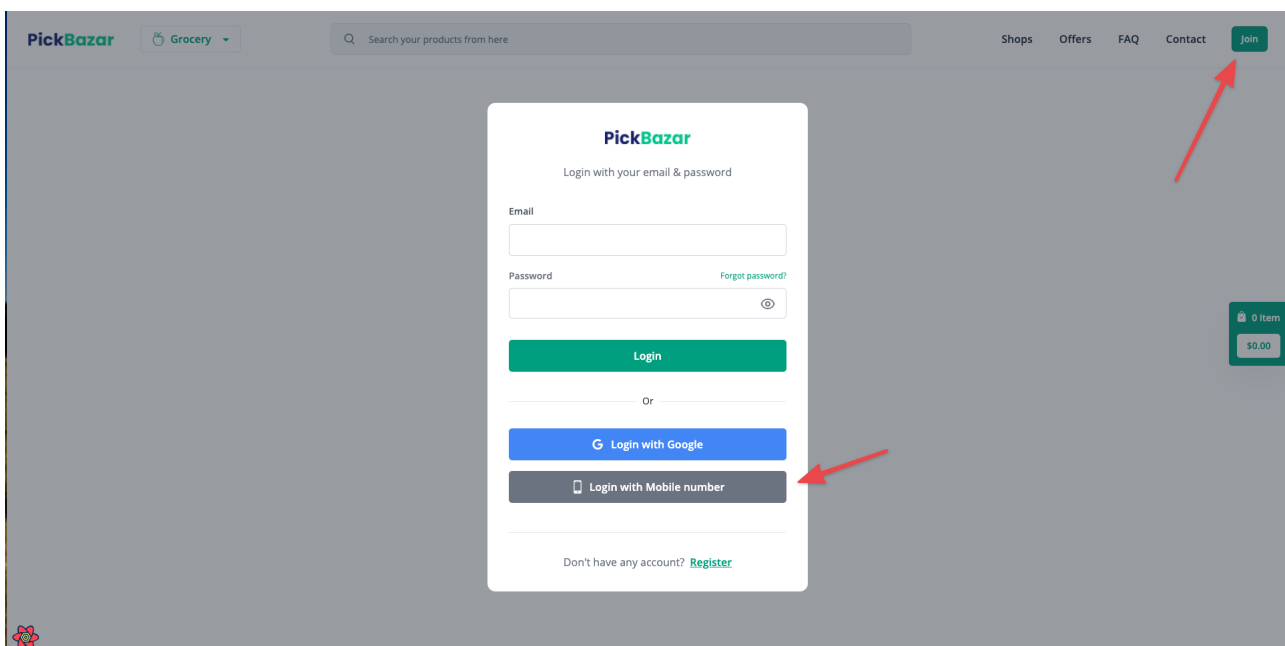 PickBazar Grocery Search your products from here Shops Offers FAQ Contact Join
PickBazar
Login with your email & password
Email
Password Forgot password?
0 Item
$0.00
Login
Or
G Login with Google
Login with Mobile number
Don't have any account? Register